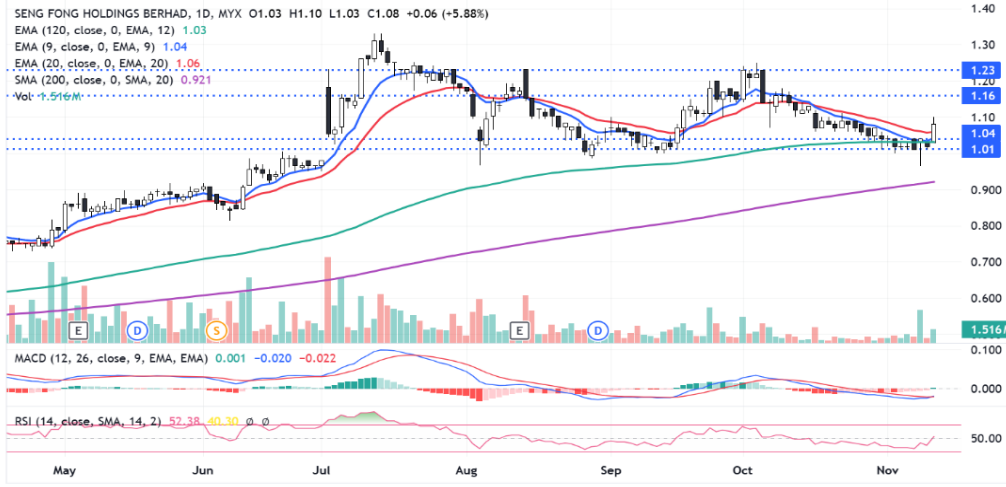 SENG FONG HOLDINGS BERHAD, 1D, MYX O1.03 H1.10 L1.03 C1.08 +0.06 (+5.88%)
EMA (120, close, 0, EMA, 12) 1.03
EMA (9, close, 0, EMA, 9) 1.04
EMA (20, close, 0, EMA, 20) 1.06
SMA (200, close, 0, SMA, 20) 0.921
Vol 1.516M
1.40
1.30
1.23
1.20
1.16
1.10
1.04
1.01
0.900
0.800
0.700
0.600
1.516M
E D S E D
MACD (12, 26, close, 9, EMA, EMA) 0.001 −0.020 −0.022
0.100
0.000
RSI (14, close, SMA, 14, 2) 52.38 40.30 Ø Ø
50.00
May Jun Jul Aug Sep Oct Nov